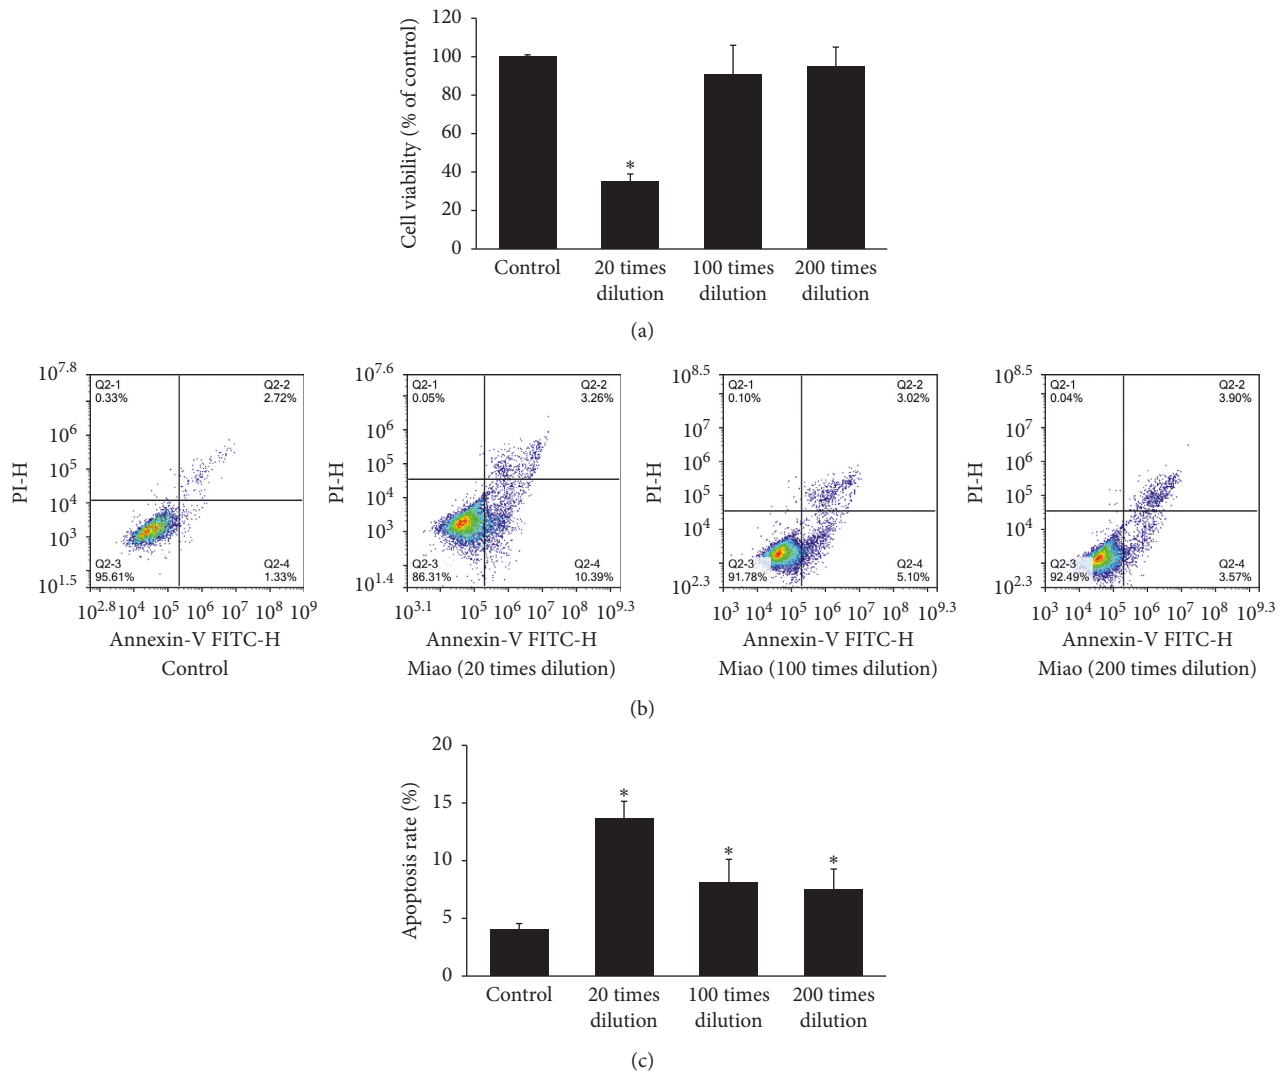 120
100
80
60
40
20
0
Cell viability (% of control)
*
Control
20 times
dilution
100 times
dilution
200 times
dilution
(a)
10^7.8
10^6
10^5
10^4
10^3
10^1.5
PI-H
Q2-1
0.33%
Q2-2
2.72%
Q2-3
95.61%
Q2-4
1.33%
10^2.8 10^4 10^5 10^6 10^7 10^8 10^9
Annexin-V FITC-H
Control
10^7.6
10^6
10^5
10^4
10^3
10^1.4
PI-H
Q2-1
0.05%
Q2-2
3.26%
Q2-3
86.31%
Q2-4
10.39%
10^3.1 10^5 10^6 10^7 10^8 10^9.3
Annexin-V FITC-H
Miao (20 times dilution)
10^8.5
10^7
10^6
10^5
10^4
10^2.3
PI-H
Q2-1
0.10%
Q2-2
3.02%
Q2-3
91.78%
Q2-4
5.10%
10^3 10^4 10^5 10^6 10^7 10^8 10^9.3
Annexin-V FITC-H
Miao (100 times dilution)
10^8.5
10^7
10^6
10^5
10^4
10^2.3
PI-H
Q2-1
0.04%
Q2-2
3.90%
Q2-3
92.49%
Q2-4
3.57%
10^3 10^4 10^5 10^6 10^7 10^8 10^9.3
Annexin-V FITC-H
Miao (200 times dilution)
(b)
20
15
10
5
0
Apoptosis rate (%)
*
*
*
Control
20 times
dilution
100 times
dilution
200 times
dilution
(c)